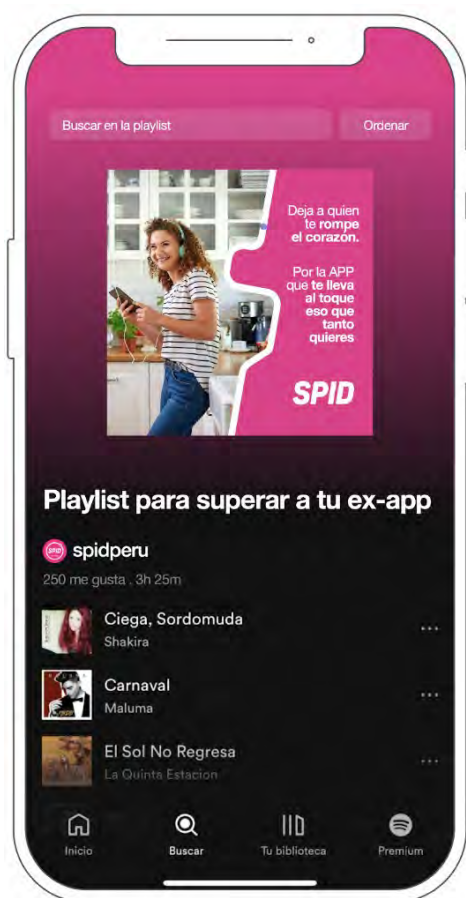 Buscar en la playlist
Ordenar
Deja a quien
te rompe
el corazón.
Por la APP
que te lleva
al toque
eso que
tanto
quieres
SPID
Playlist para superar a tu ex-app
SPID
spidperu
250 me gusta . 3h 25m
Ciega, Sordomuda
Shakira
Carnaval
Maluma
El Sol No Regresa
La Quinta Estacion
Inicio
Buscar
Tu biblioteca
Premium